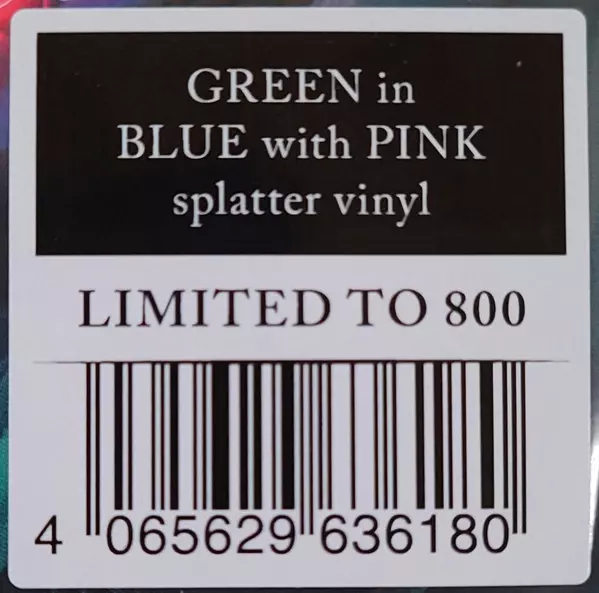 GREEN in
BLUE with PINK
splatter vinyl
LIMITED TO 800
4 065629 636180